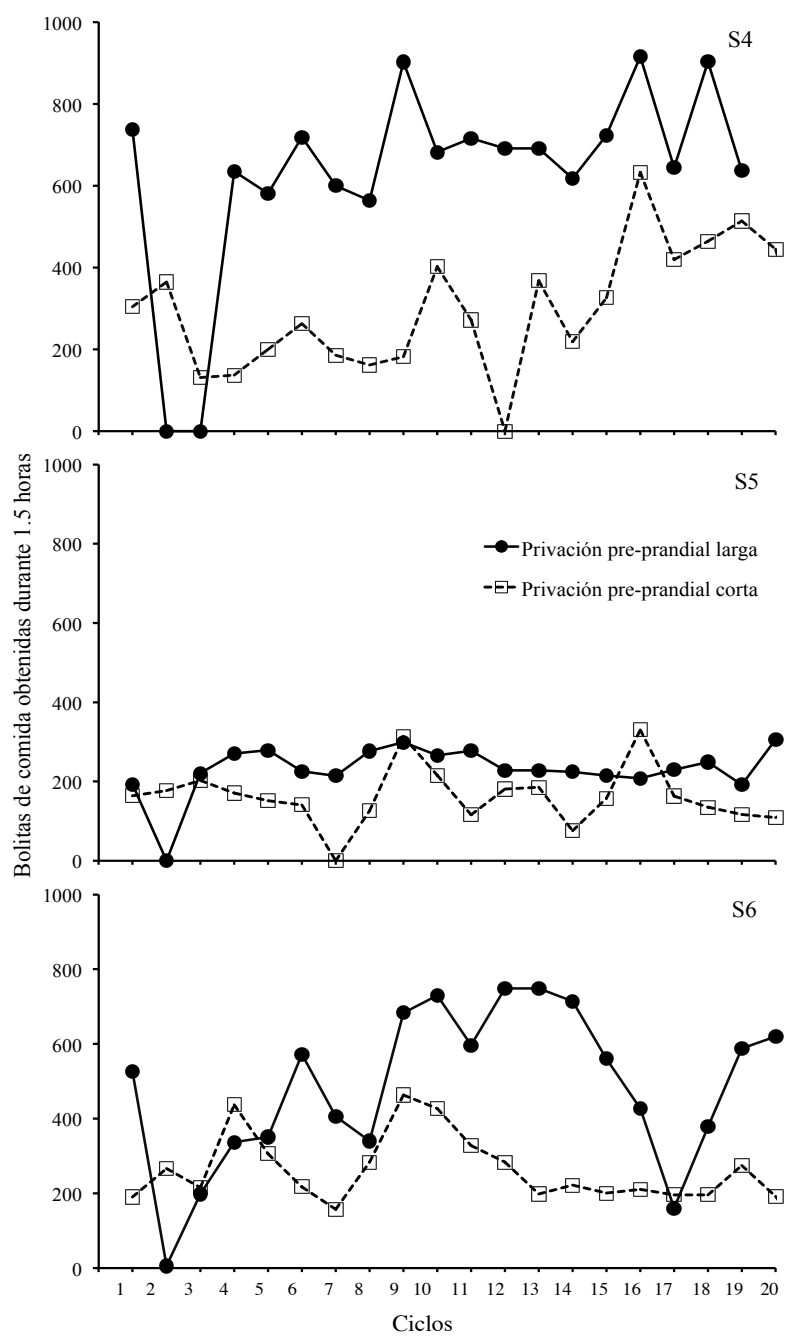 1000
S4
800
600
400
200
0
1000
S5
800
Privación pre-prandial larga
Privación pre-prandial corta
600
400
200
0
Bolitas de comida obtenidas durante 1.5 horas
1000
S6
800
600
400
200
0
1 2 3 4 5 6 7 8 9 10 11 12 13 14 15 16 17 18 19 20
Ciclos